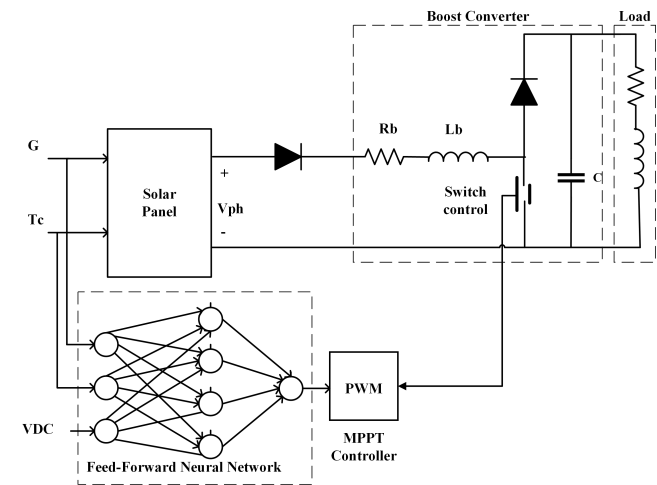 Boost Converter
Load
Rb
Lb
G
+
Solar
Panel
Vph
Switch
control
C
Tc
-
PWM
VDC
MPPT
Controller
Feed-Forward Neural Network